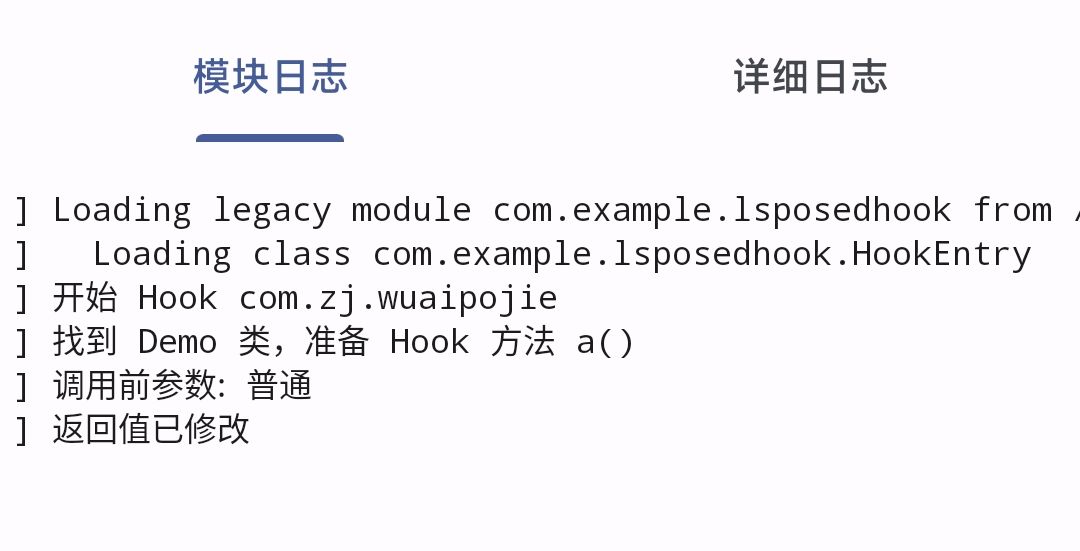 模块日志 详细日志
] Loading legacy module com.example.lsposedhook from /
]   Loading class com.example.lsposedhook.HookEntry
] 开始 Hook com.zj.wuaipojie
] 找到 Demo 类，准备 Hook 方法 a()
] 调用前参数: 普通
] 返回值已修改